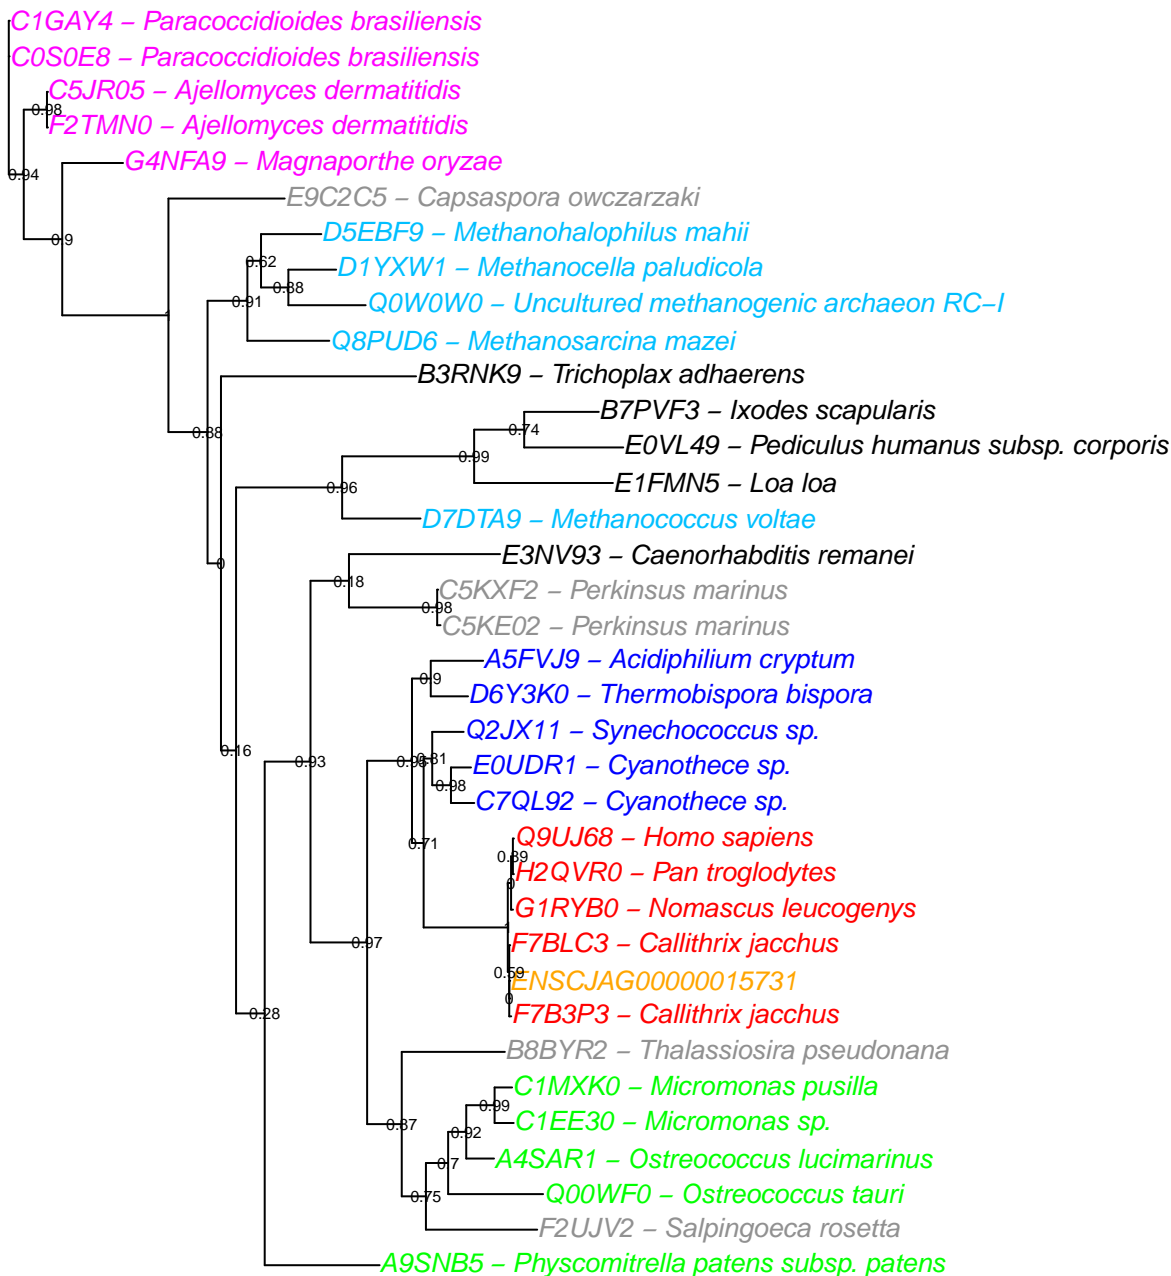 C1GAY4 – Paracoccidioides brasiliensis
C0S0E8 – Paracoccidioides brasiliensis
C5JR05 – Ajellomyces dermatitidis
0.98
F2TMN0 – Ajellomyces dermatitidis
G4NFA9 – Magnaporthe oryzae
0.94
E9C2C5 – Capsaspora owczarzaki
D5EBF9 – Methanohalophilus mahii
0.9
0.62
D1YXW1 – Methanocella paludicola
0.88
0.91
Q0W0W0 – Uncultured methanogenic archaeon RC–I
1
Q8PUD6 – Methanosarcina mazei
B3RNK9 – Trichoplax adhaerens
B7PVF3 – Ixodes scapularis
0.74
0.88
E0VL49 – Pediculus humanus subsp. corporis
0.99
E1FMN5 – Loa loa
0.96
D7DTA9 – Methanococcus voltae
E3NV93 – Caenorhabditis remanei
0
0.18
C5KXF2 – Perkinsus marinus
0.98
C5KE02 – Perkinsus marinus
A5FVJ9 – Acidiphilium cryptum
0.9
D6Y3K0 – Thermobispora bispora
Q2JX11 – Synechococcus sp.
0.16
0.93
0.95
0.81
E0UDR1 – Cyanothece sp.
0.98
C7QL92 – Cyanothece sp.
Q9UJ68 – Homo sapiens
0.71
0.89
H2QVR0 – Pan troglodytes
0
G1RYB0 – Nomascus leucogenys
1
F7BLC3 – Callithrix jacchus
0.97
0.59
ENSCJAG00000015731
0
F7B3P3 – Callithrix jacchus
0.28
B8BYR2 – Thalassiosira pseudonana
C1MXK0 – Micromonas pusilla
0.99
C1EE30 – Micromonas sp.
0.87
0.92
A4SAR1 – Ostreococcus lucimarinus
0.7
Q00WF0 – Ostreococcus tauri
0.75
F2UJV2 – Salpingoeca rosetta
A9SNB5 – Physcomitrella patens subsp. patens